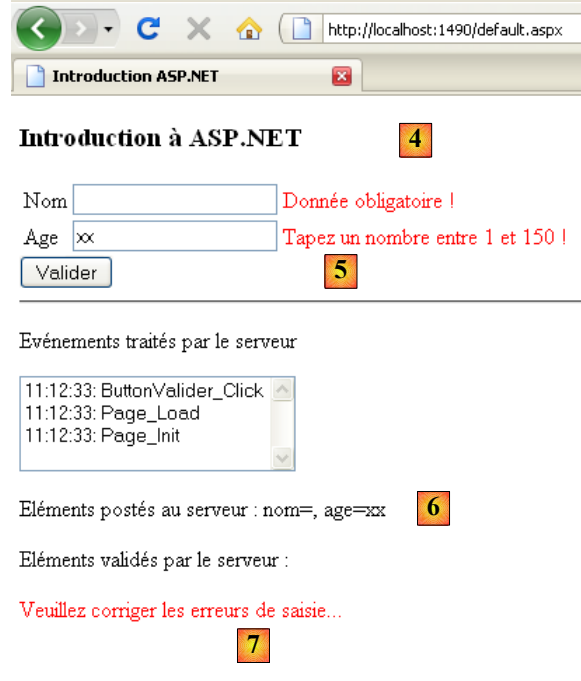 http://localhost:1490/default.aspx
Introduction ASP.NET
Introduction à ASP.NET 4
Nom Donnée obligatoire !
Age xx Tapez un nombre entre 1 et 150 !
Valider 5
Evénements traités par le serveur
11:12:33: ButtonValider_Click
11:12:33: Page_Load
11:12:33: Page_Init
Eléments postés au serveur : nom=, age=xx 6
Eléments validés par le serveur :
Veuillez corriger les erreurs de saisie...
7